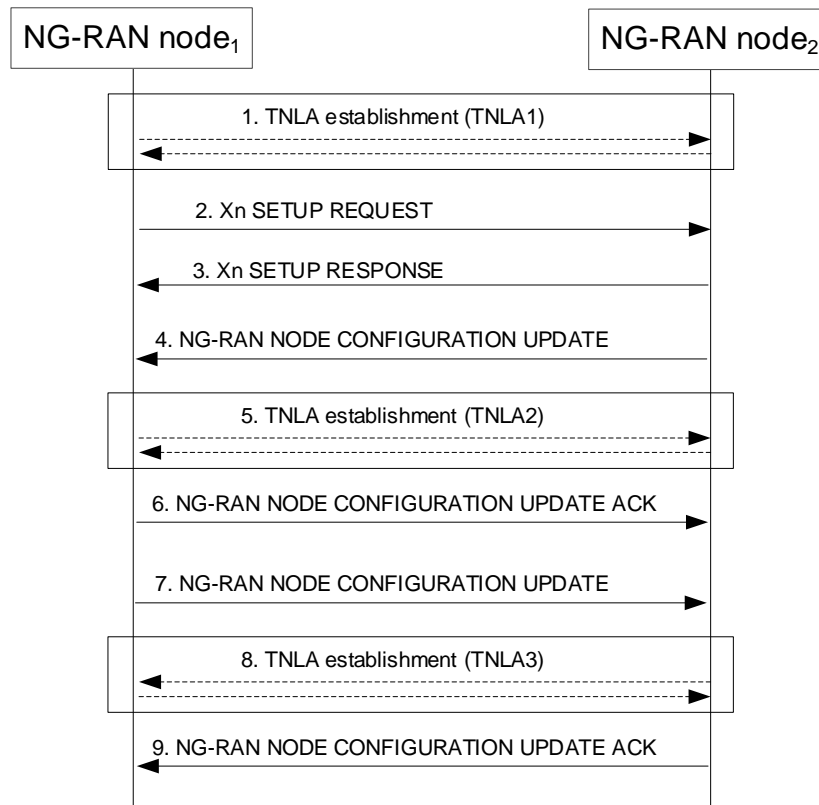 NG-RAN node₁
NG-RAN node₂
1. TNLA establishment (TNLA1)
2. Xn SETUP REQUEST
3. Xn SETUP RESPONSE
4. NG-RAN NODE CONFIGURATION UPDATE
5. TNLA establishment (TNLA2)
6. NG-RAN NODE CONFIGURATION UPDATE ACK
7. NG-RAN NODE CONFIGURATION UPDATE
8. TNLA establishment (TNLA3)
9. NG-RAN NODE CONFIGURATION UPDATE ACK